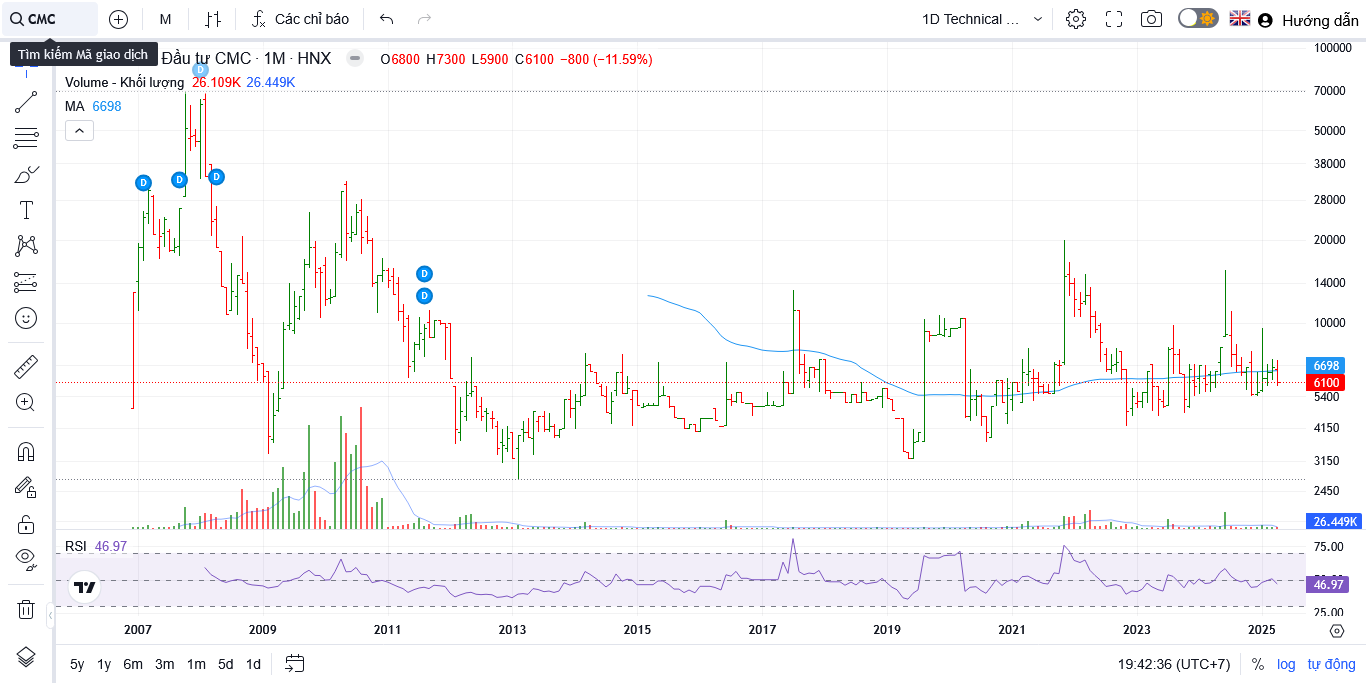 CMC
M
Các chỉ báo
1D Technical ...
Hướng dẫn
Tìm kiếm Mã giao dịch
Đầu tư CMC · 1M · HNX
O6800 H7300 L5900 C6100 −800 (−11.59%)
Volume - Khối lượng 26.109K 26.449K
MA 6698
D
D
D
D
D
D
100000
70000
50000
38000
28000
20000
14000
10000
6698
6100
5400
4150
3150
2450
26.449K
RSI 46.97
75.00
46.97
25.00
2007 2009 2011 2013 2015 2017 2019 2021 2023 2025
5y 1y 6m 3m 1m 5d 1d
19:42:36 (UTC+7) % log tự động